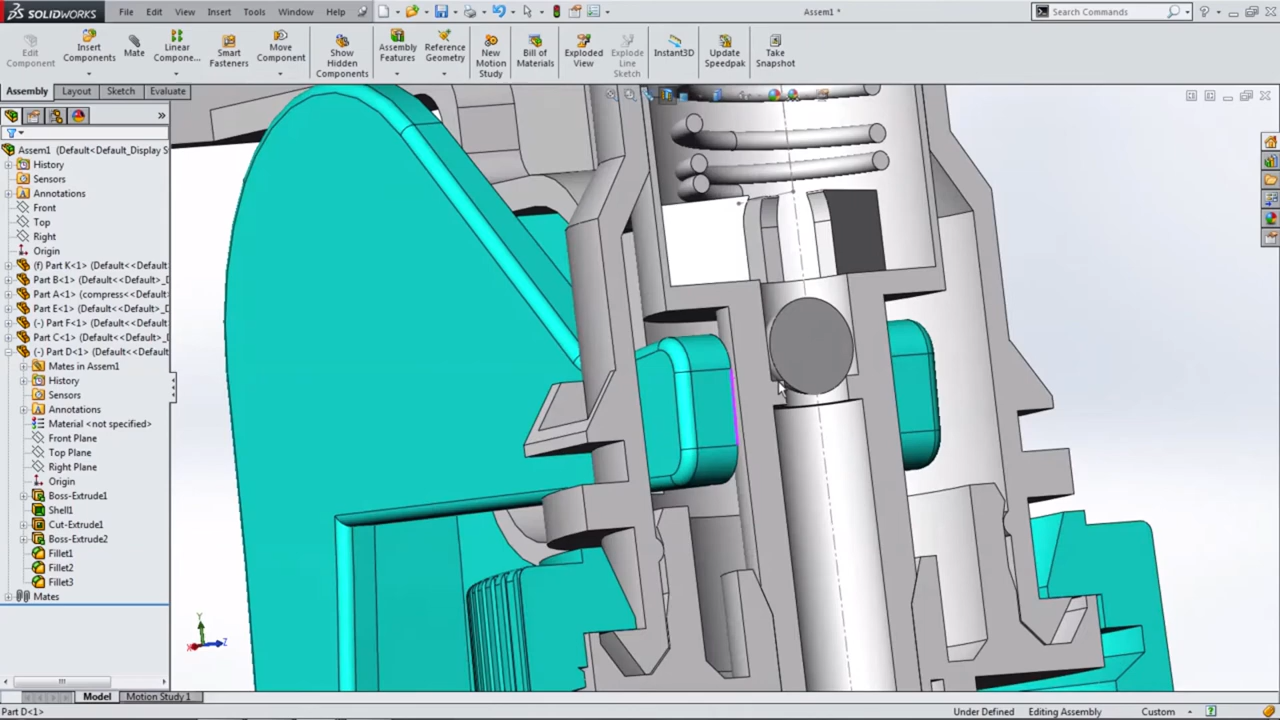 SOLIDWORKS File Edit View Insert Tools Window Help Assem1 * Search Commands
Edit Component
Insert Components
Mate
Linear Compone...
Smart Fasteners
Move Component
Show Hidden Components
Assembly Features
Reference Geometry
New Motion Study
Bill of Materials
Exploded View
Explode Line Sketch
Instant3D
Update Speedpak
Take Snapshot
Assembly Layout Sketch Evaluate
Assem1 (Default<Default_Display S
History
Sensors
Annotations
Front
Top
Right
Origin
(f) Part K<1> (Default<<Default
Part B<1> (Default<<Default>_D
Part A<1> (compress<<Default
Part E<1> (Default<<Default>_D
(-) Part F<1> (Default<<Default
Part C<1> (Default<<Default>_D
(-) Part D<1> (Default<<Default
Mates in Assem1
History
Sensors
Annotations
Material <not specified>
Front Plane
Top Plane
Right Plane
Origin
Boss-Extrude1
Shell1
Cut-Extrude1
Boss-Extrude2
Fillet1
Fillet2
Fillet3
Mates
Y
X Z
Model Motion Study 1
Part D<1> Under Defined Editing Assembly Custom